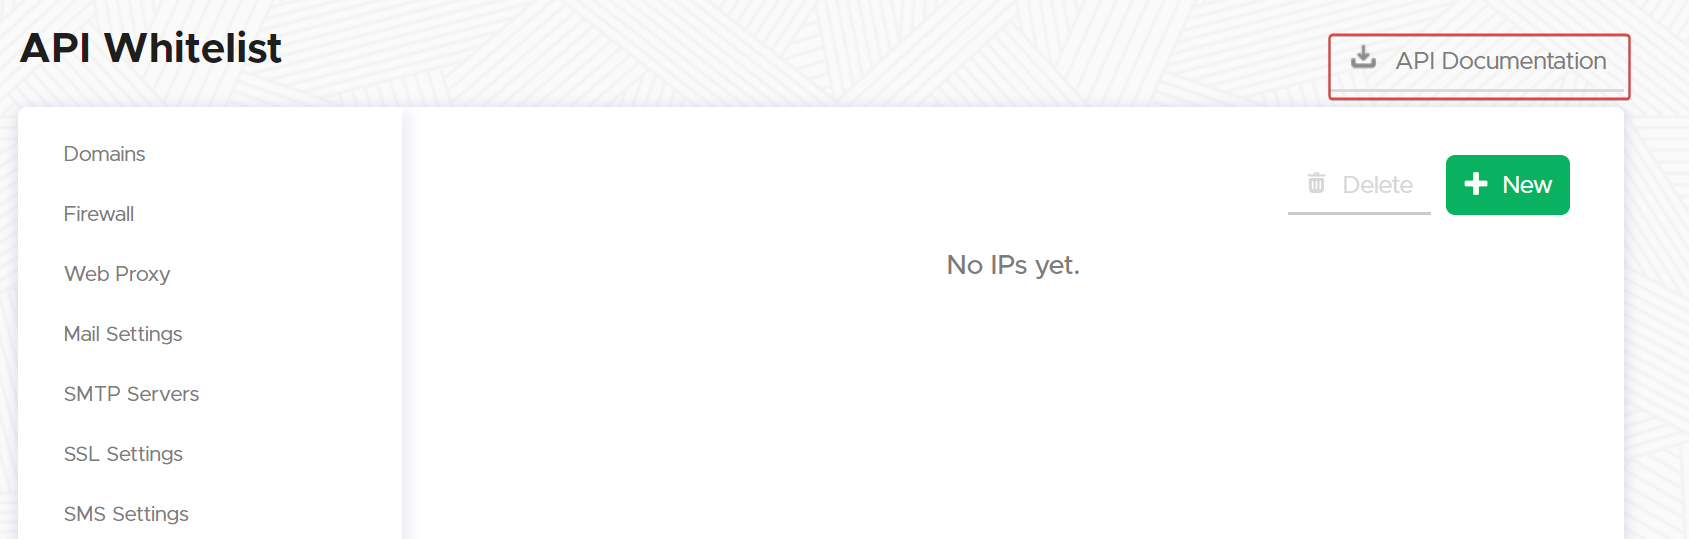 API Whitelist
API Documentation
Domains
Firewall
Web Proxy
Mail Settings
SMTP Servers
SSL Settings
SMS Settings
Delete
New
No IPs yet.